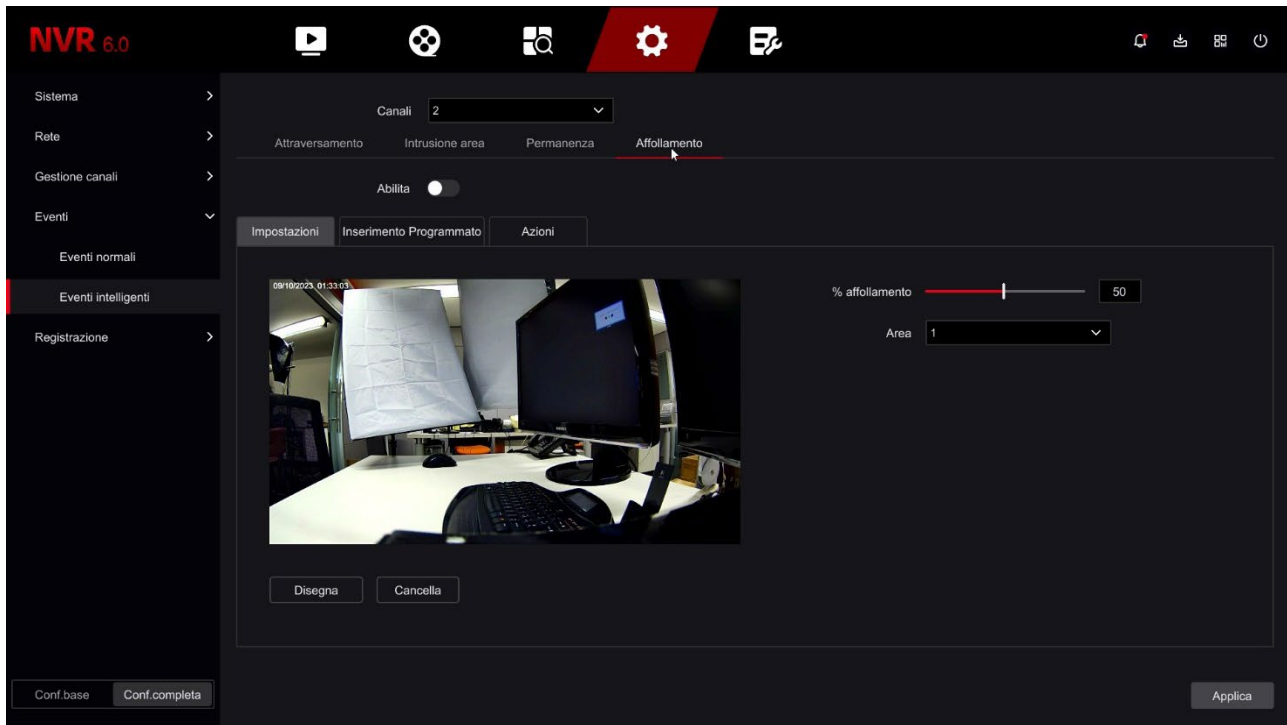 NVR 6.0
Sistema
Rete
Gestione canali
Eventi
Eventi normali
Eventi intelligenti
Registrazione
Conf.base Conf.completa
Canali 2
Attraversamento Intrusione area Permanenza Affollamento
Abilita
Impostazioni Inserimento Programmato Azioni
09/10/2023 01:33:03
% affollamento 50
Area 1
Disegna Cancella
Applica